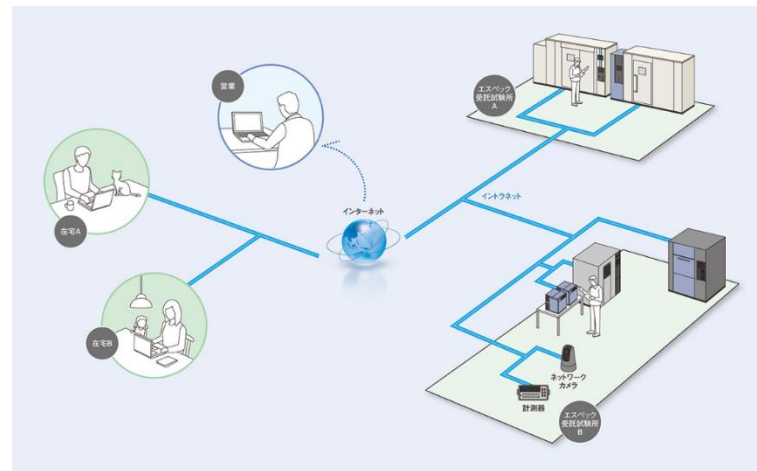 営業
エスペック
受託試験所
A
在宅A
インターネット
イントラネット
在宅B
ネットワーク
カメラ
計測器
エスペック
受託試験所
B